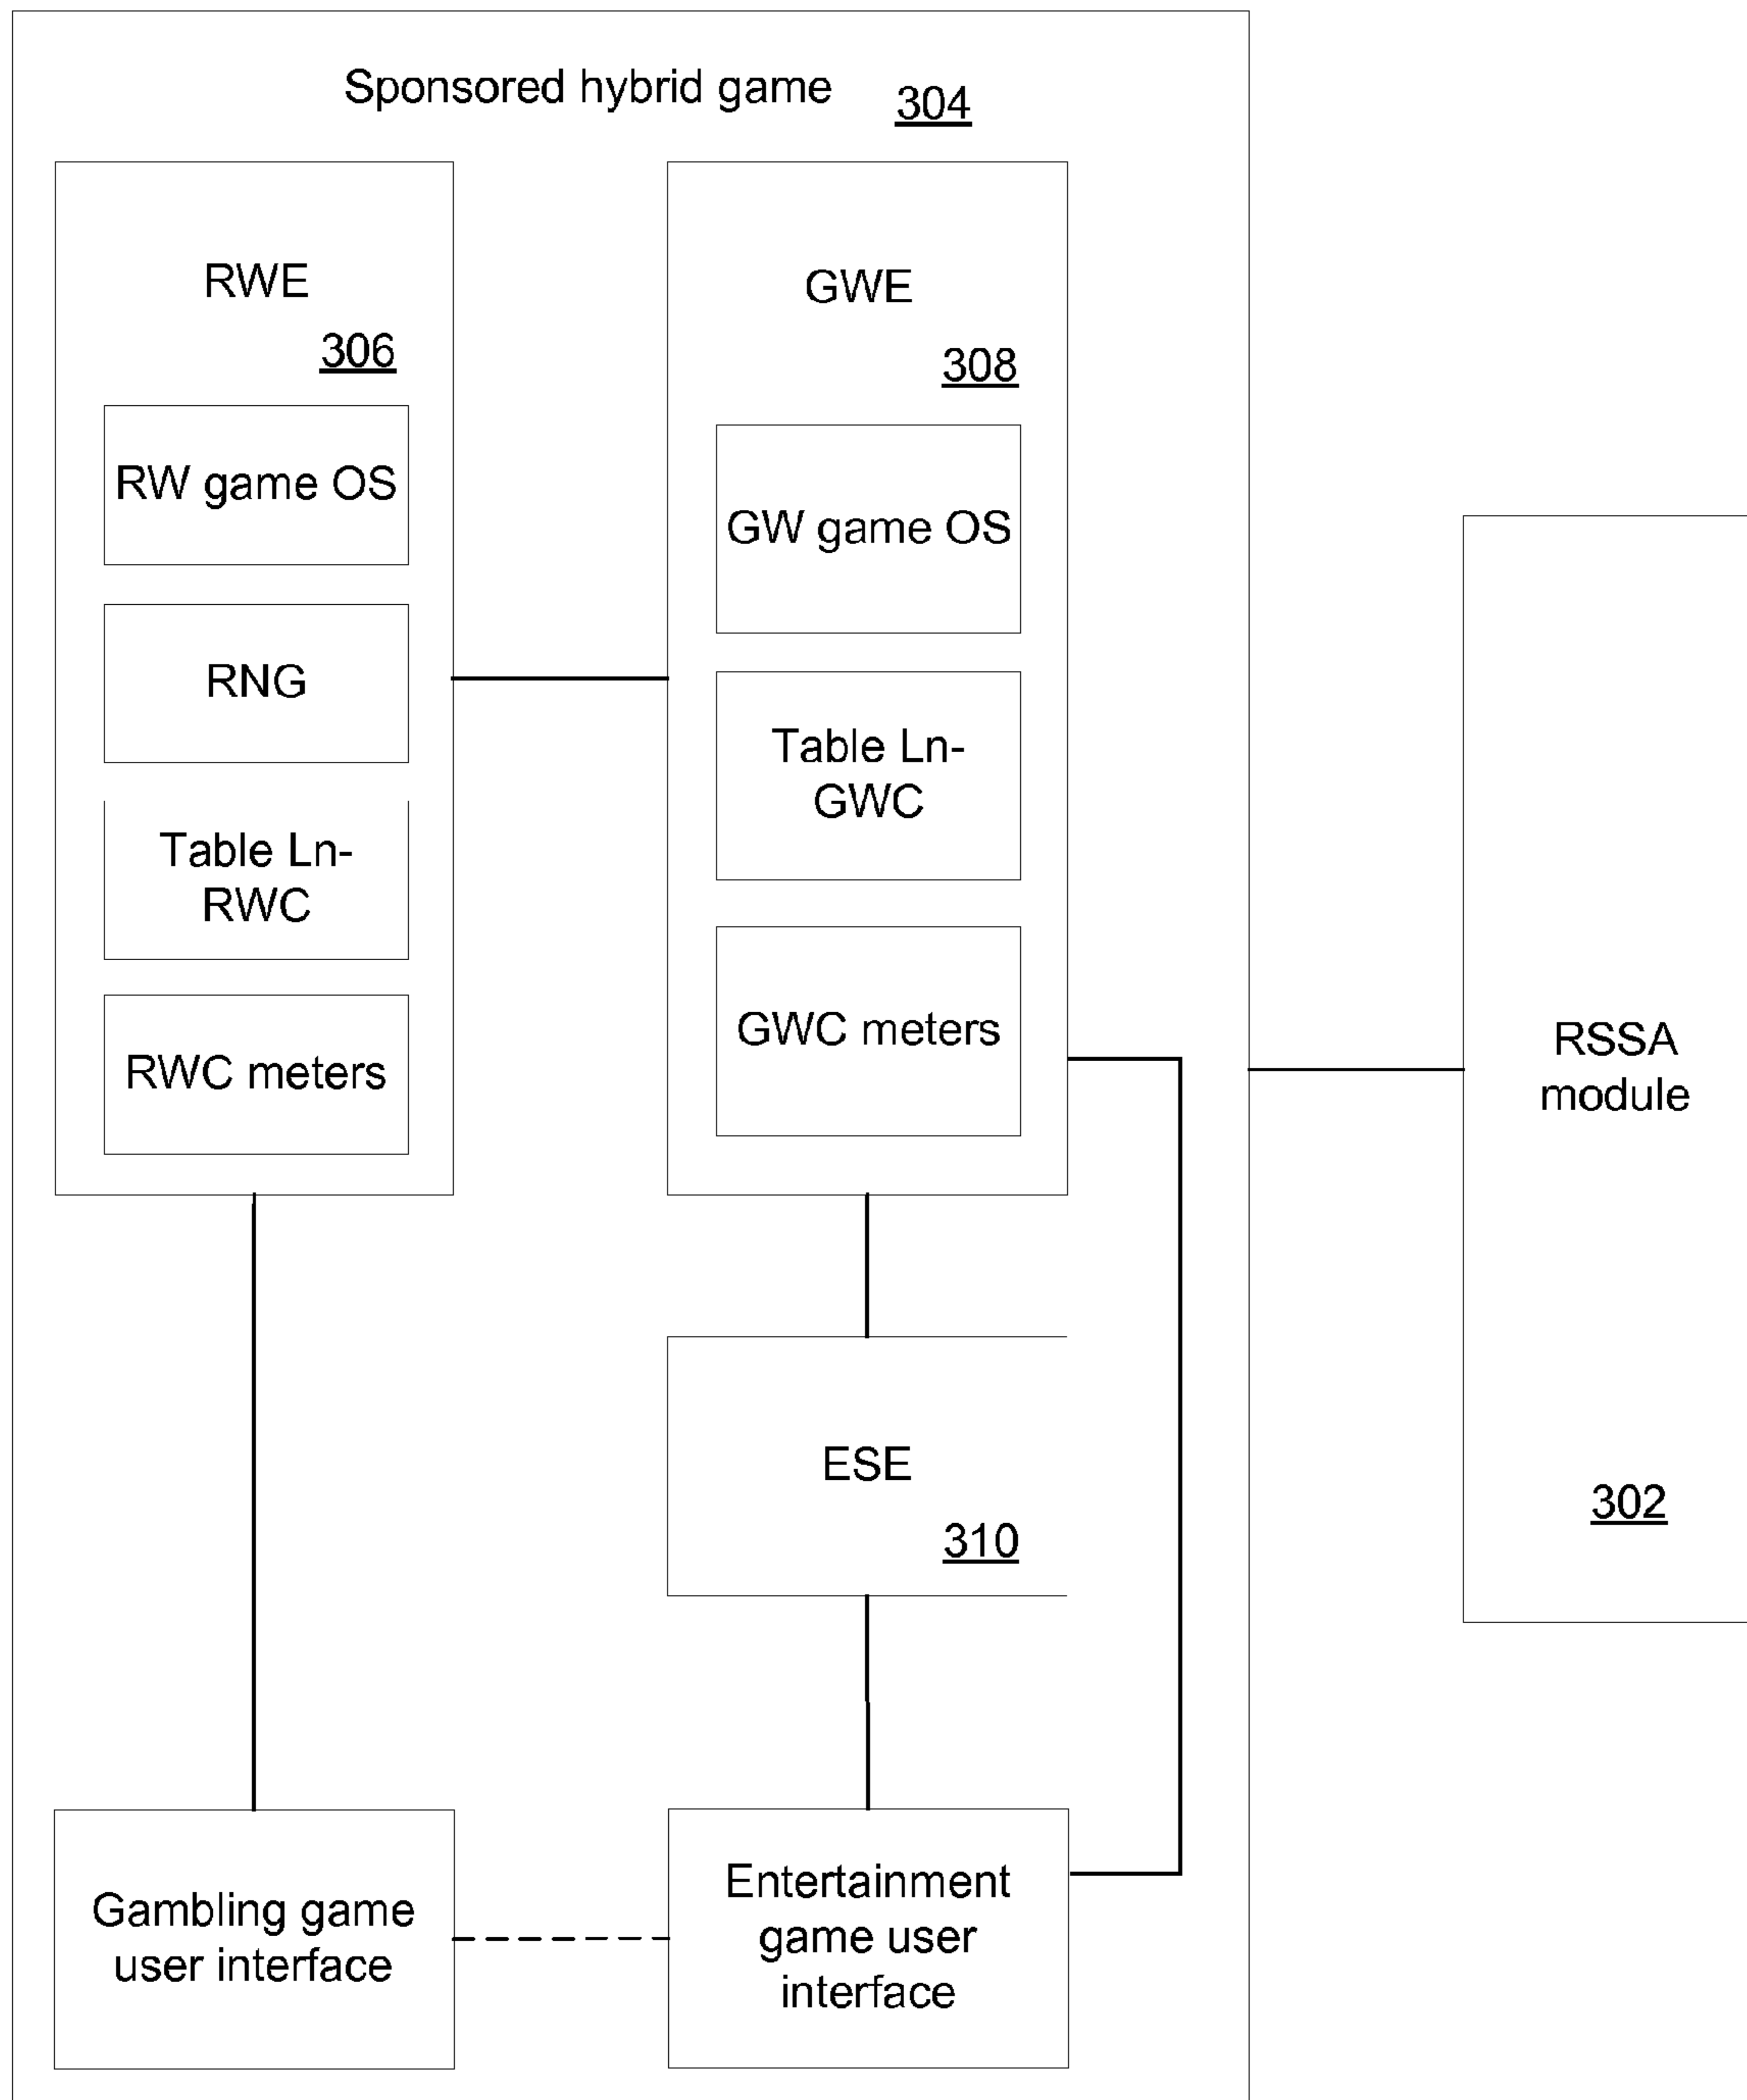 Sponsored hybrid game 304
RWE
306
RW game OS
RNG
Table Ln-
RWC
RWC meters
GWE
308
GW game OS
Table Ln-
GWC
GWC meters
ESE
310
Gambling game
user interface
Entertainment
game user
interface
RSSA
module
302